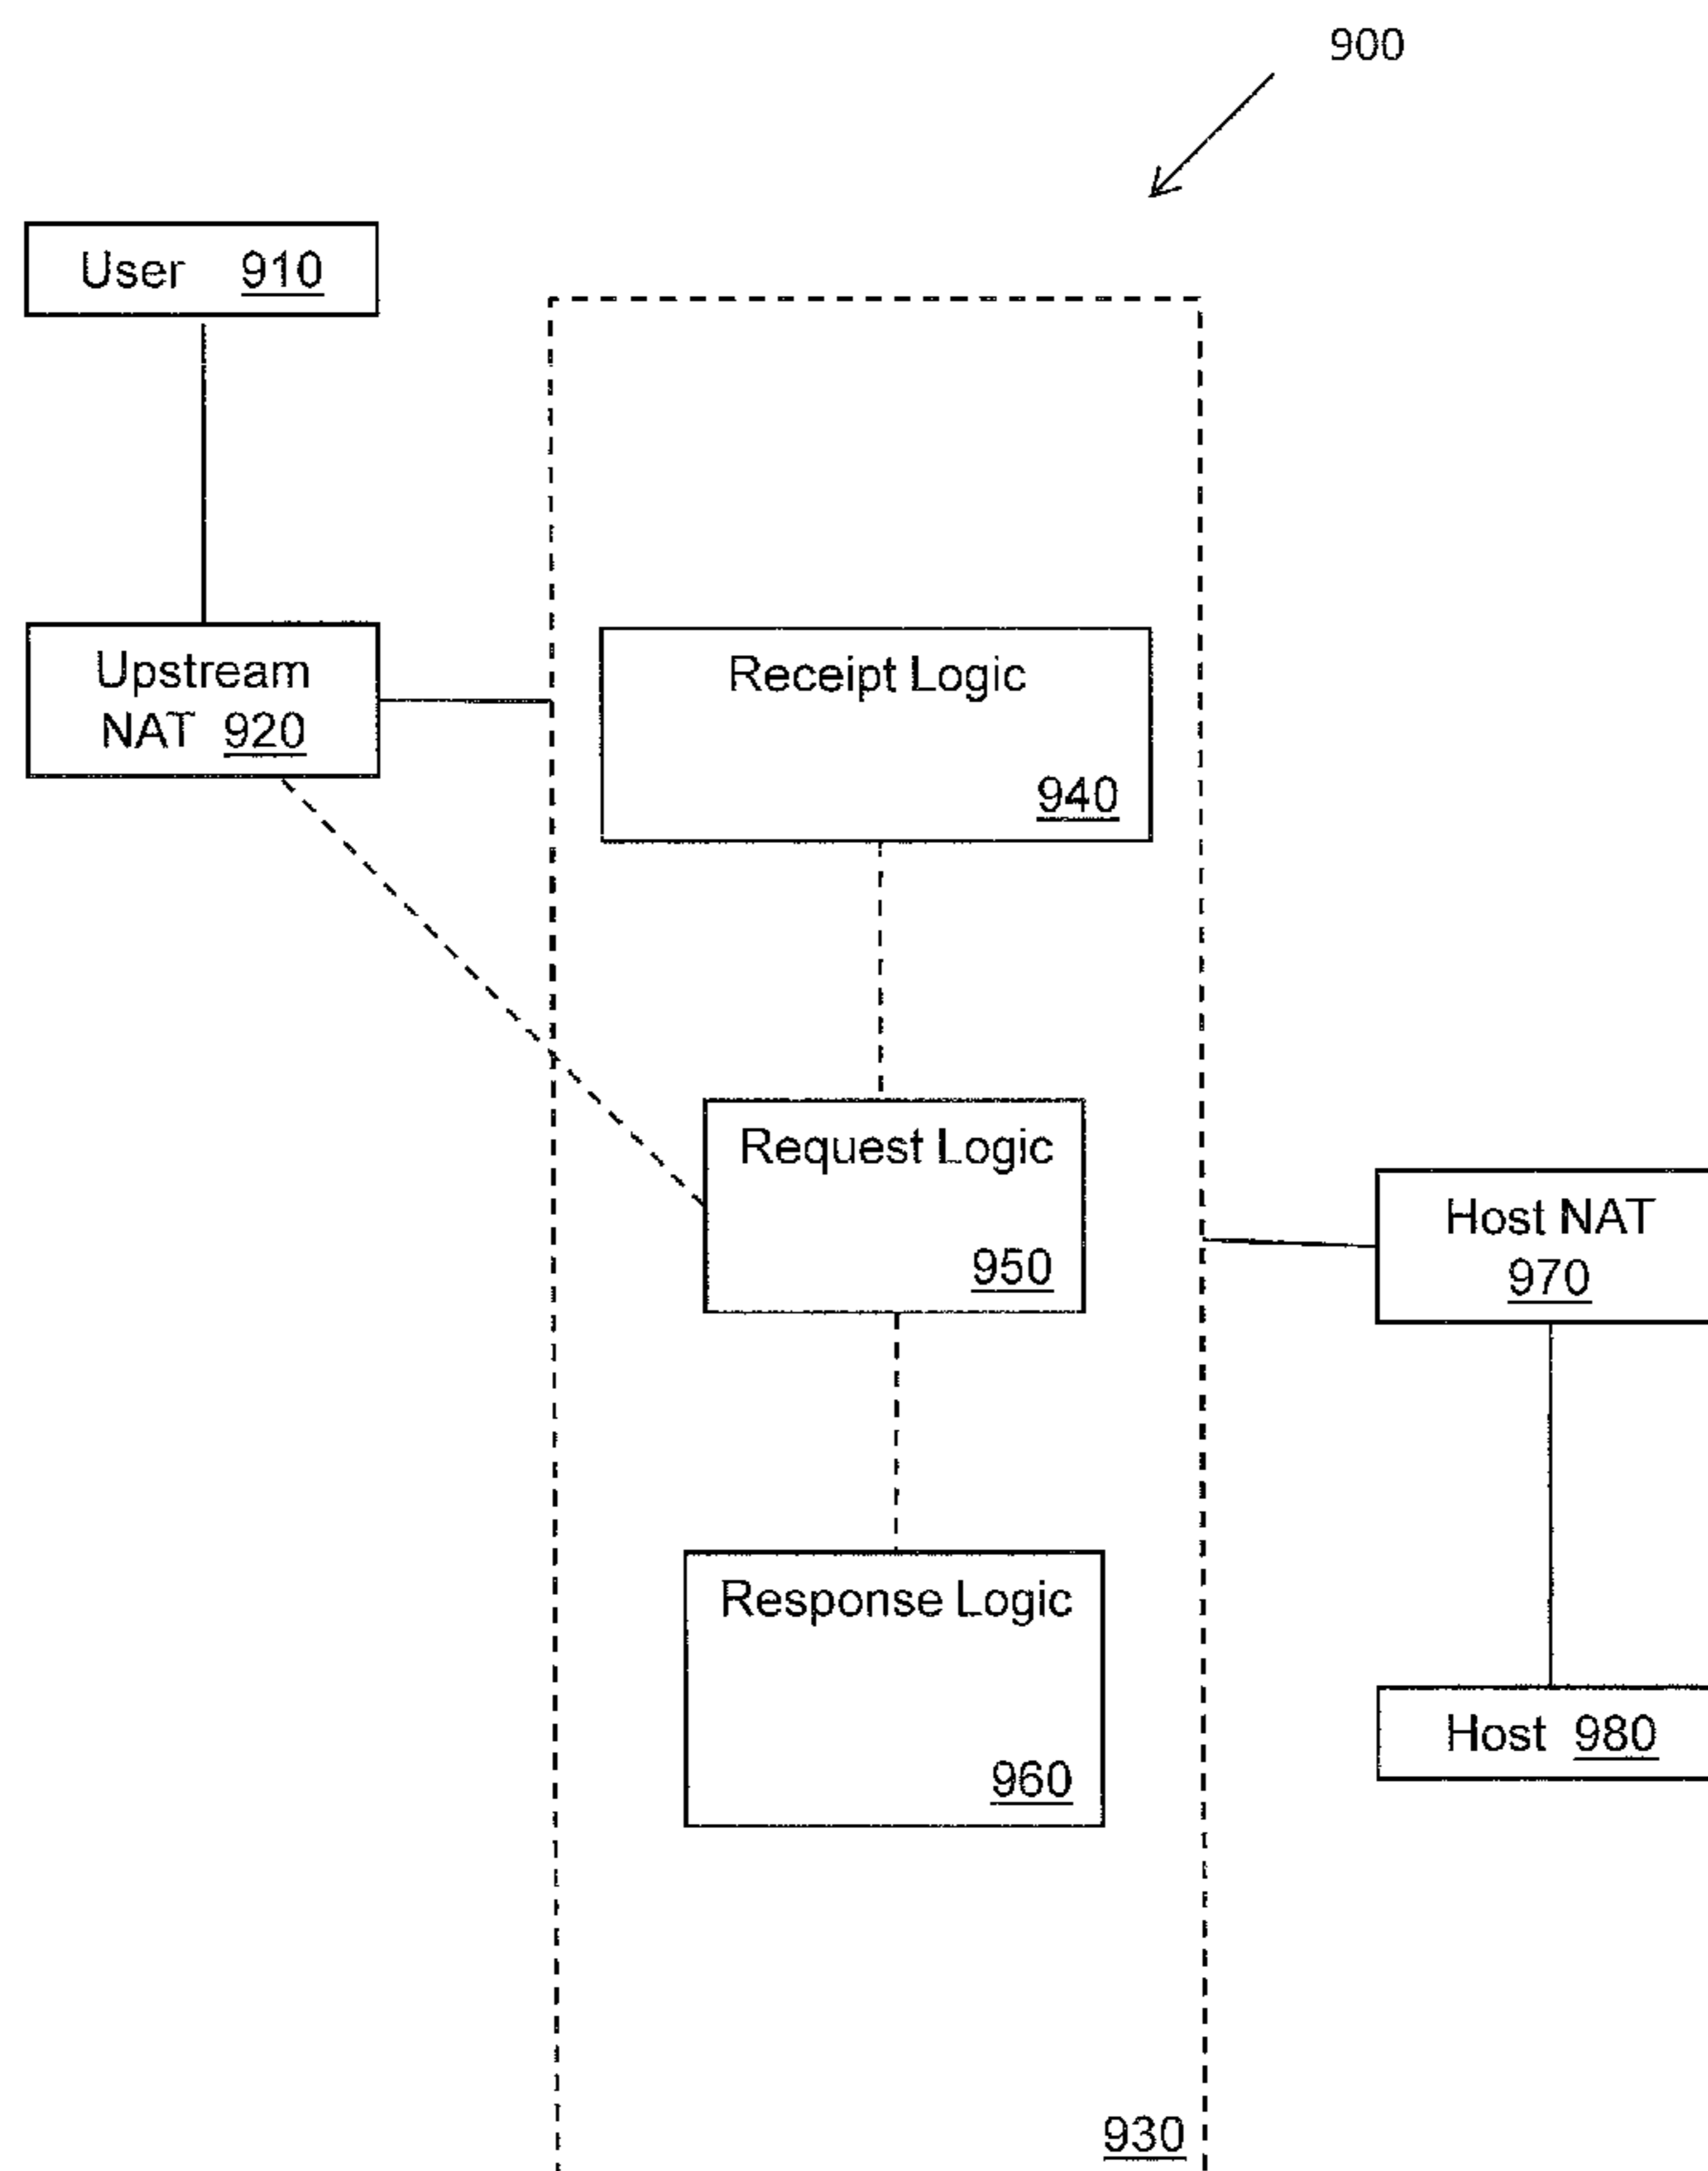 900
User 910
Upstream
NAT 920
Receipt Logic
940
Request Logic
950
Host NAT
970
Response Logic
960
Host 980
930